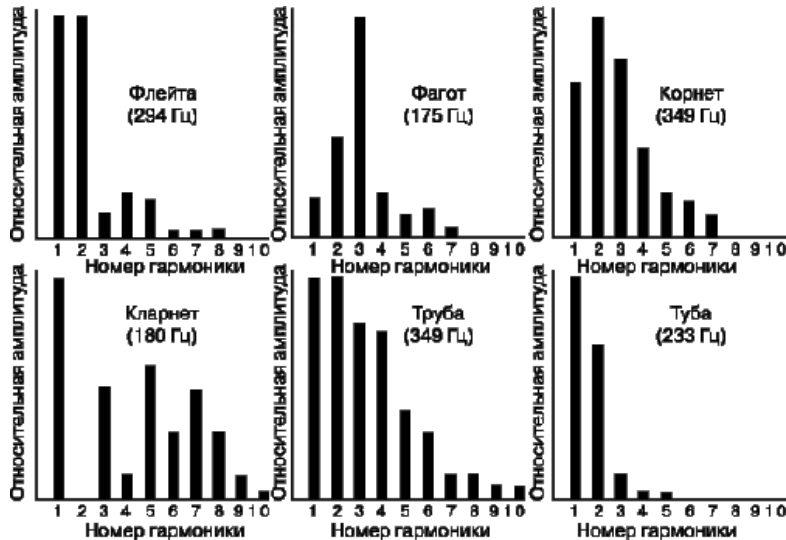 Относительная амплитуда
Флейта
(294 Гц)
1 2 3 4 5 6 7 8 9 10
Номер гармоники
Относительная амплитуда
Фагот
(175 Гц)
1 2 3 4 5 6 7 8 9 10
Номер гармоники
Относительная амплитуда
Корнет
(349 Гц)
1 2 3 4 5 6 7 8 9 10
Номер гармоники
Относительная амплитуда
Кларнет
(180 Гц)
1 2 3 4 5 6 7 8 9 10
Номер гармоники
Относительная амплитуда
Труба
(349 Гц)
1 2 3 4 5 6 7 8 9 10
Номер гармоники
Относительная амплитуда
Туба
(233 Гц)
1 2 3 4 5 6 7 8 9 10
Номер гармоники